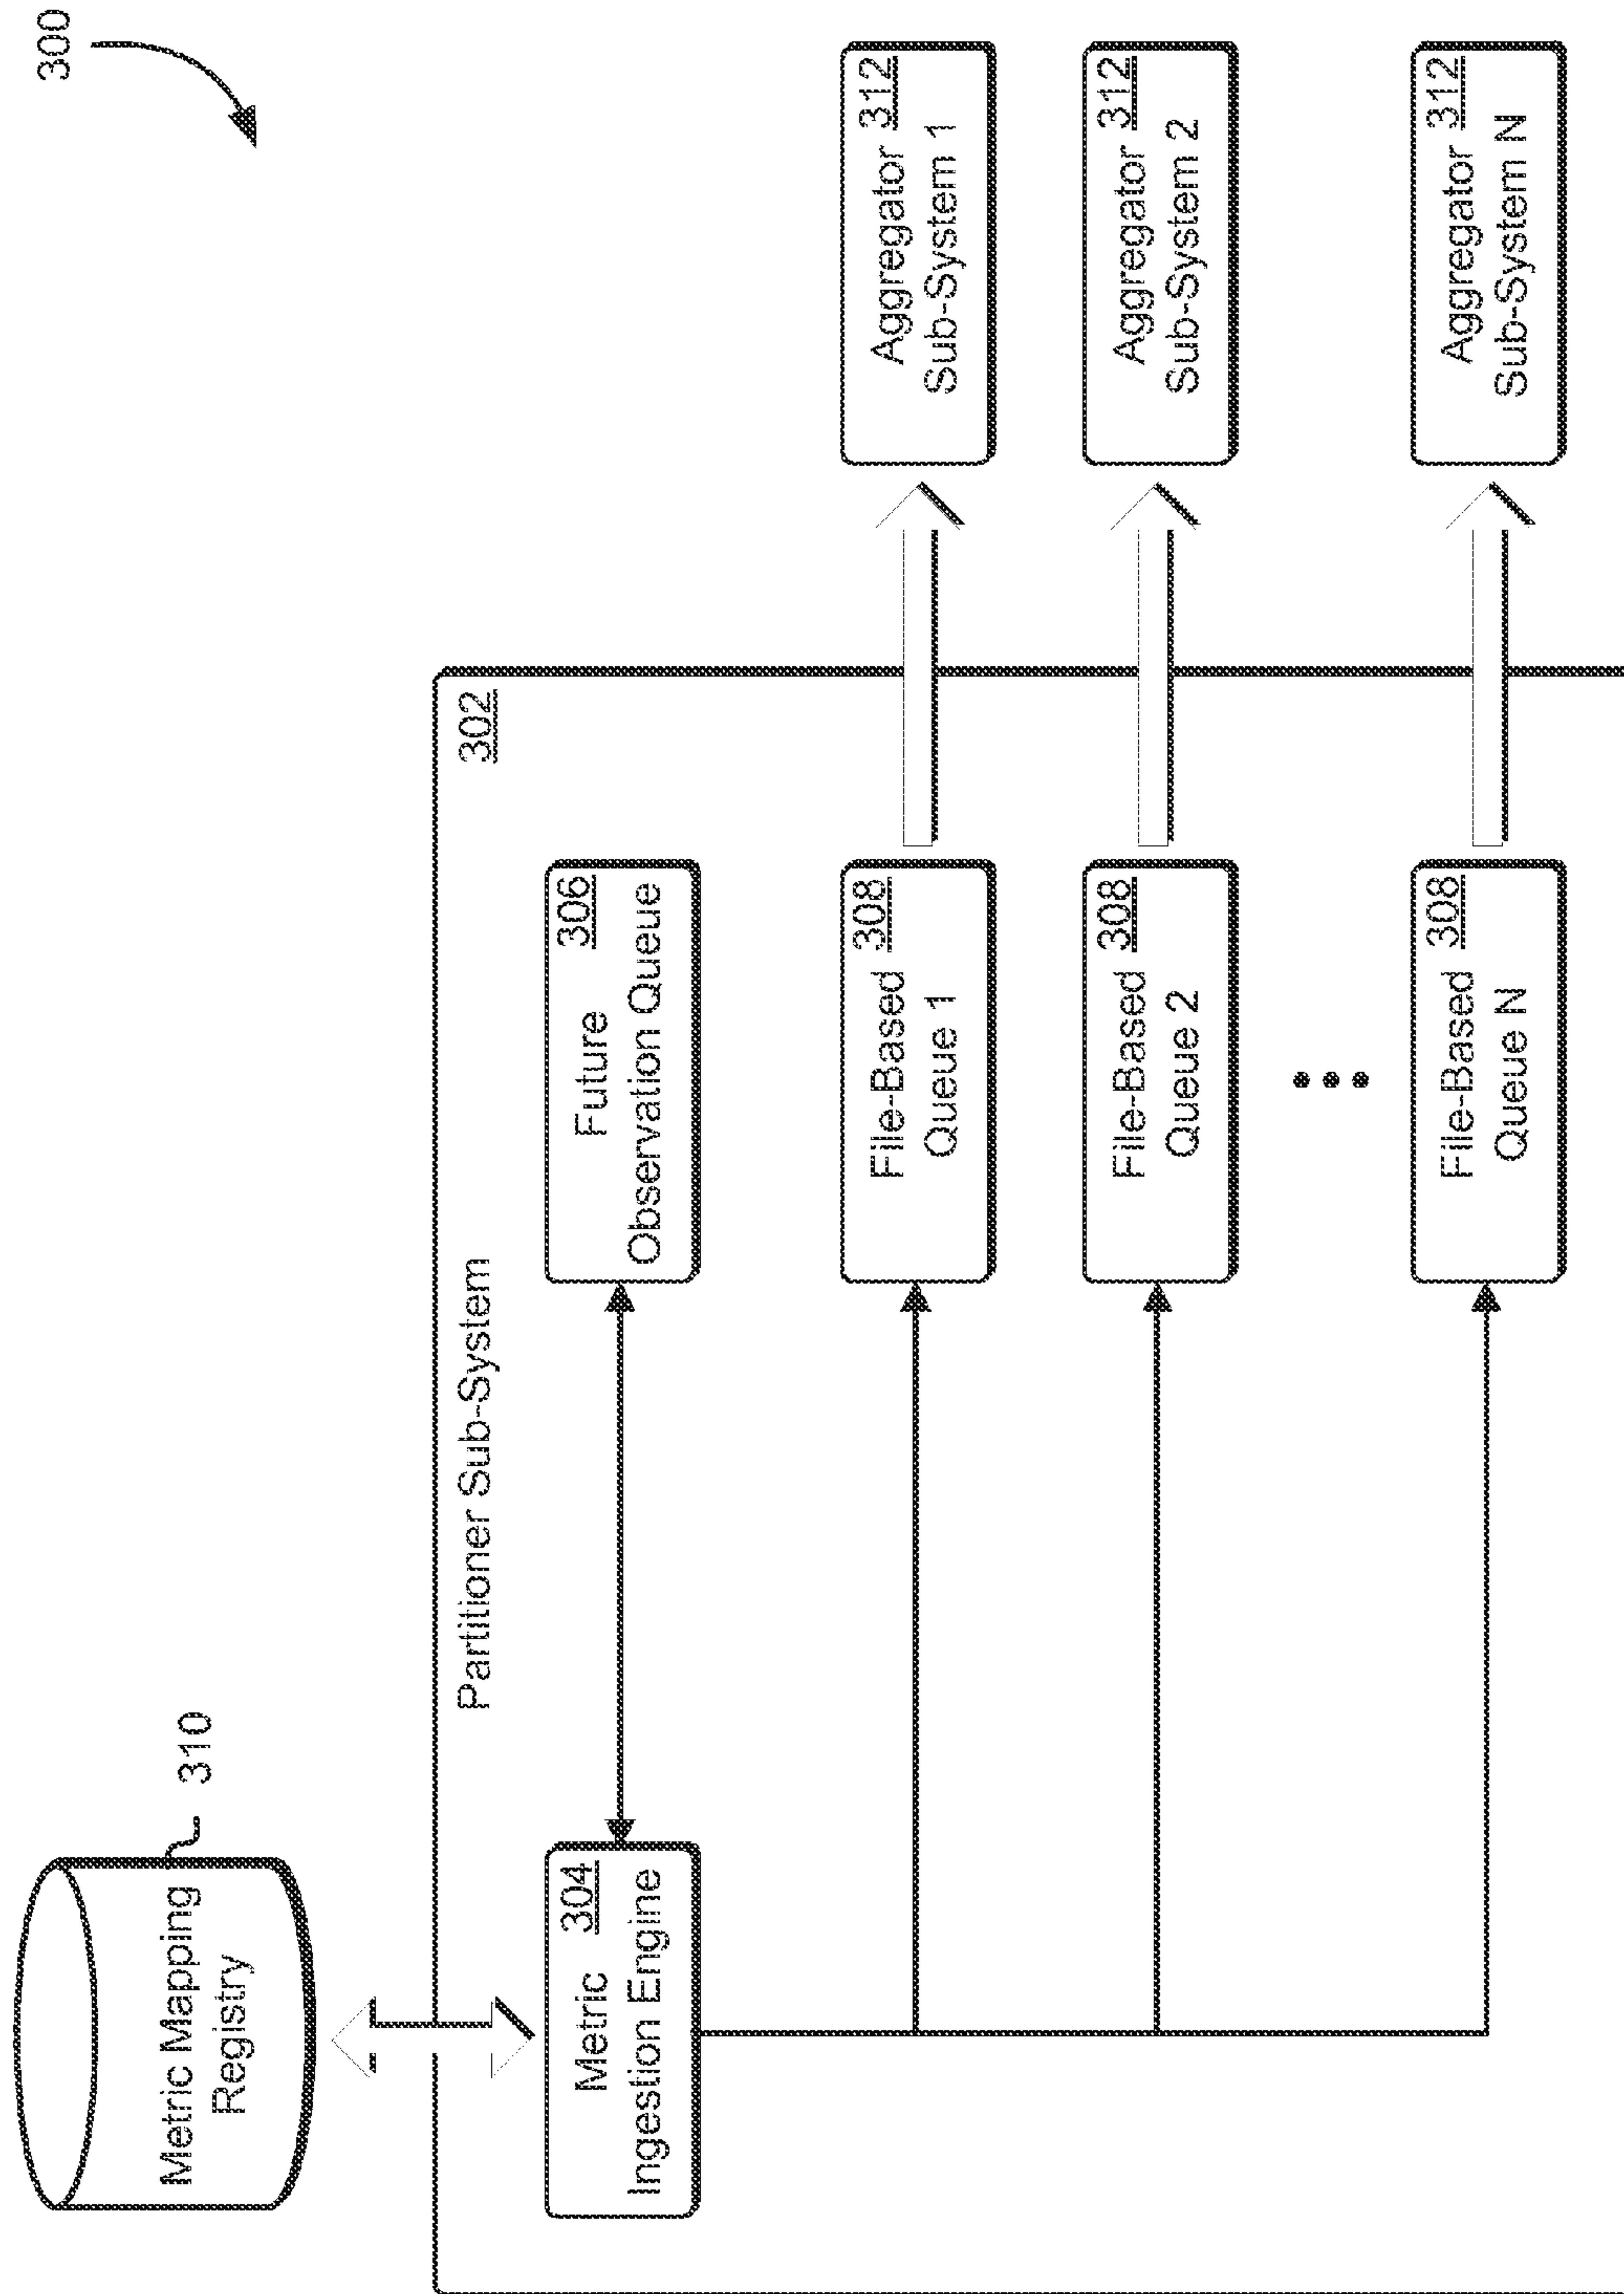 300
Metric Mapping
Registry
310
Partitioner Sub-System
302
Metric 304
Ingestion Engine
306
Future
Observation Queue
File-Based 308
Queue 1
Aggregator 312
Sub-System 1
File-Based 308
Queue 2
Aggregator 312
Sub-System 2
File-Based 308
Queue N
Aggregator 312
Sub-System N